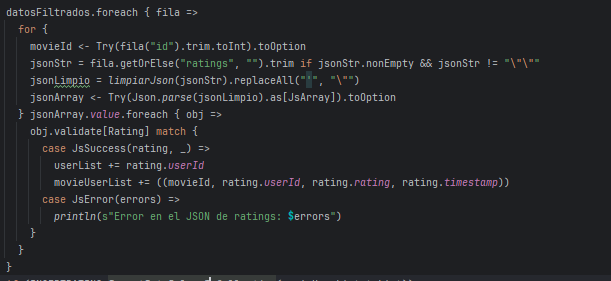 datosFiltrados.foreach { fila =>
for {
movieId <- Try(fila("id").trim.toInt).toOption
jsonStr = fila.getOrElse("ratings", "").trim if jsonStr.nonEmpty && jsonStr != "\"\""
jsonLimpio = limpiarJson(jsonStr).replaceAll("'", "\"")
jsonArray <- Try(Json.parse(jsonLimpio).as[JsArray]).toOption
} jsonArray.value.foreach { obj =>
obj.validate[Rating] match {
case JsSuccess(rating, _) =>
userList += rating.userId
movieUserList += ((movieId, rating.userId, rating.rating, rating.timestamp))
case JsError(errors) =>
println(s"Error en el JSON de ratings: $errors")
}
}
}